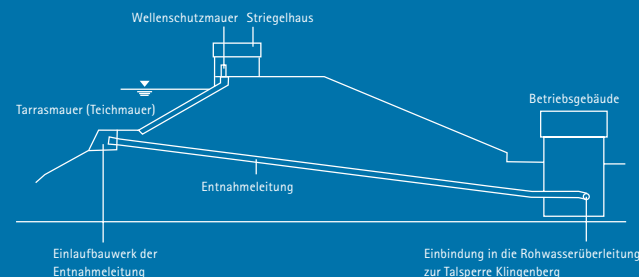 Wellenschutzmauer Striegelhaus
Tarrasmauer (Teichmauer)
Betriebsgebäude
Entnahmeleitung
Einlaufbauwerk der
Entnahmeleitung
Einbindung in die Rohwasserüberleitung
zur Talsperre Klingenberg